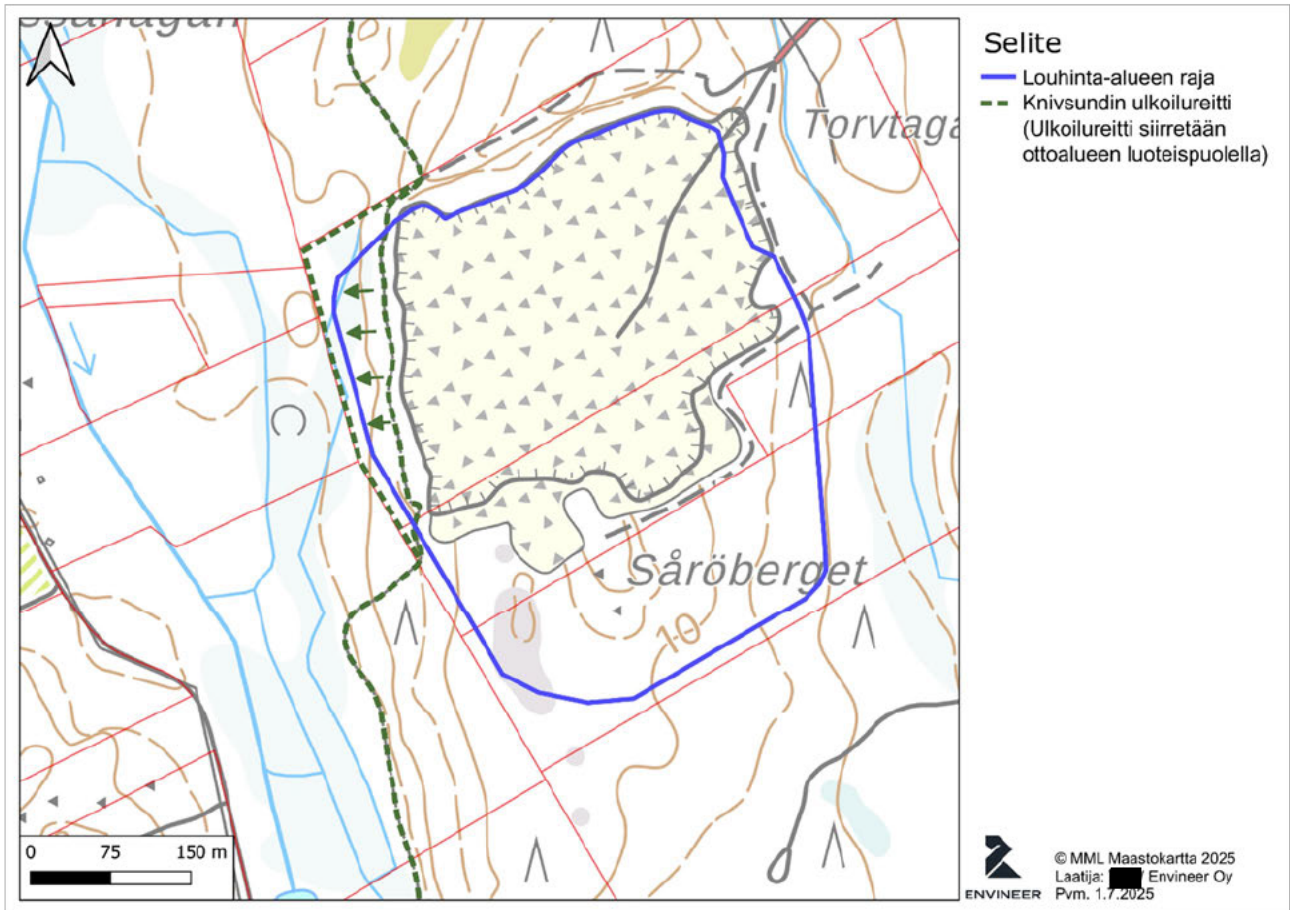 Selite
Louhinta-alueen raja
Knivsundin ulkoilureitti
(Ulkoilureitti siirretään
ottoalueen luoteispuolella)
Torvtaga
Såröberget
10
0 75 150 m
ENVINEER
© MML Maastokartta 2025
Laatija: / Envineer Oy
Pvm. 1.7.2025